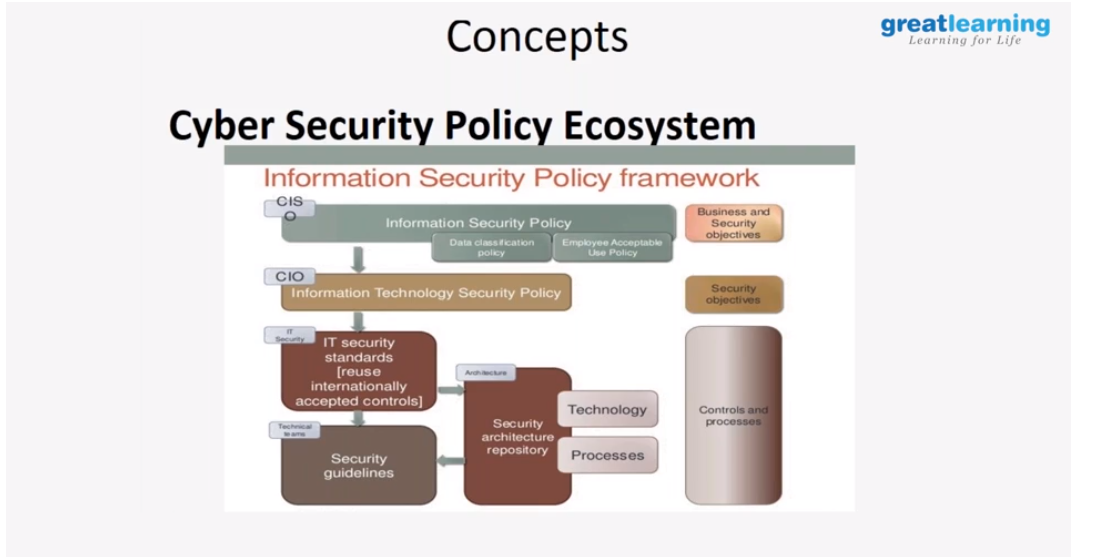 Concepts
greatlearning
Learning for Life
Cyber Security Policy Ecosystem
Information Security Policy framework
CIS
O
Information Security Policy
Data classification
policy
Employee Acceptable
Use Policy
Business and
Security
objectives
CIO
Information Technology Security Policy
Security
objectives
IT
Security
IT security
standards
[reuse
internationally
accepted controls]
Architecture
Security
architecture
repository
Technology
Processes
Controls and
processes
Technical
teams
Security
guidelines